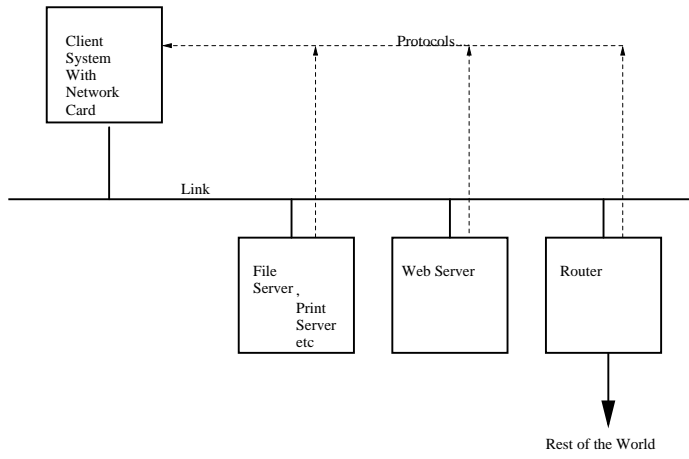 Client
System
With
Network
Card
Protocols
Link
File
Server ,
Print
Server
etc
Web Server
Router
Rest of the World